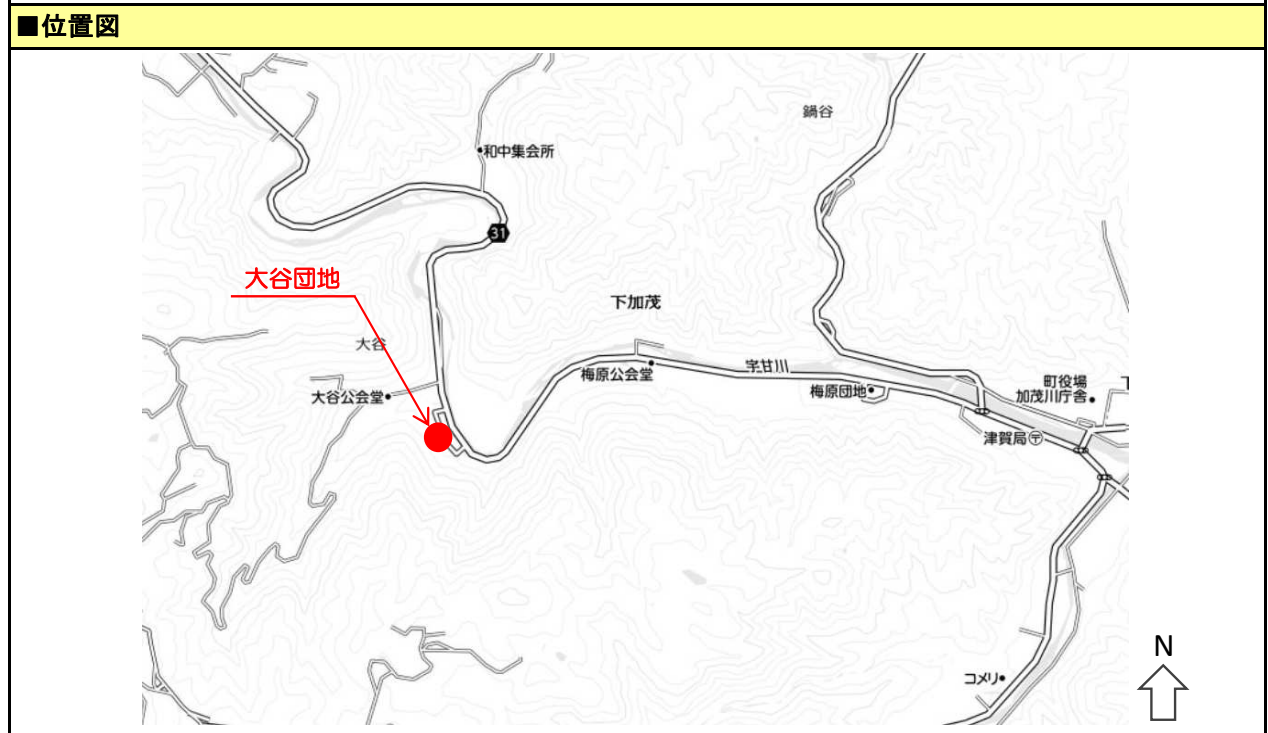 ■位置図
鍋谷
和中集会所
31
大谷団地
下加茂
大谷
梅原公会堂
宇甘川
大谷公会堂
梅原団地
町役場
加茂川庁舎
津賀局〒
N
コメリ